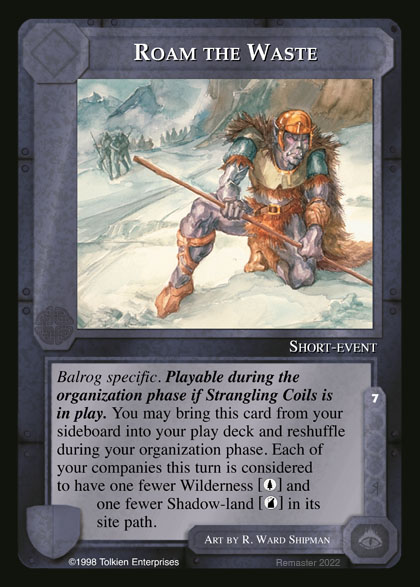 Roam the Waste
Short-event
Balrog specific. Playable during the
organization phase if Strangling Coils is
in play. You may bring this card from your
sideboard into your play deck and reshuffle
during your organization phase. Each of
your companies this turn is considered
to have one fewer Wilderness [] and
one fewer Shadow-land [] in its
site path.
7
Art by R. Ward Shipman
©1998 Tolkien Enterprises
Remaster 2022